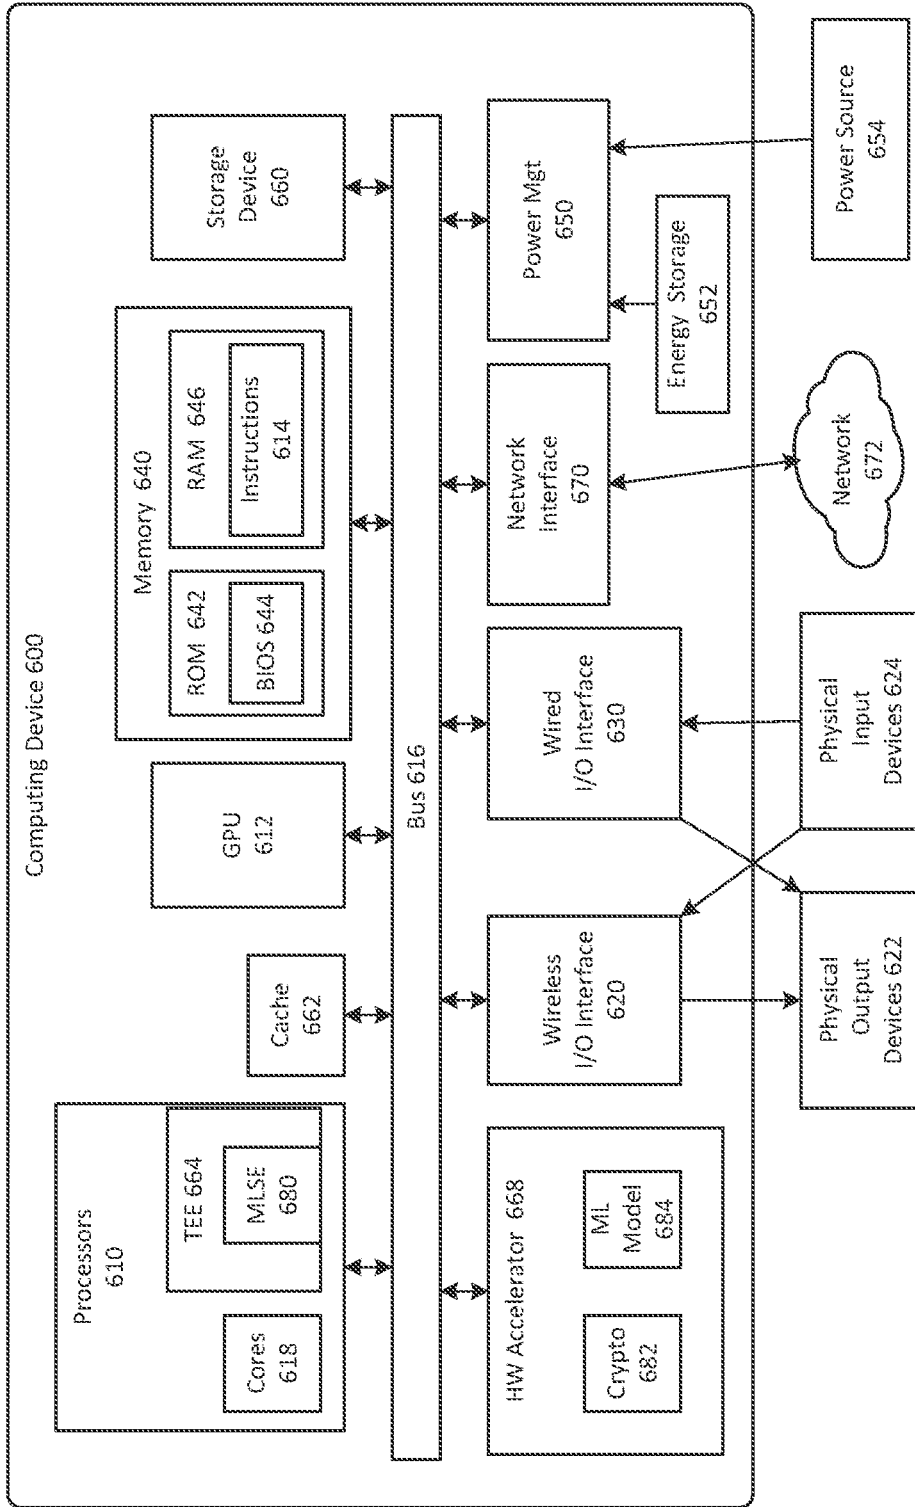 Computing Device 600
Processors
610
Cores
618
TEE 664
MLSE
680
Cache
662
GPU
612
Memory 640
ROM 642
BIOS 644
RAM 646
Instructions
614
Storage
Device
660
Bus 616
HW Accelerator 668
Crypto
682
ML
Model
684
Wireless
I/O Interface
620
Wired
I/O Interface
630
Network
Interface
670
Power Mgt
650
Energy Storage
652
Physical
Output
Devices 622
Physical
Input
Devices 624
Network
672
Power Source
654